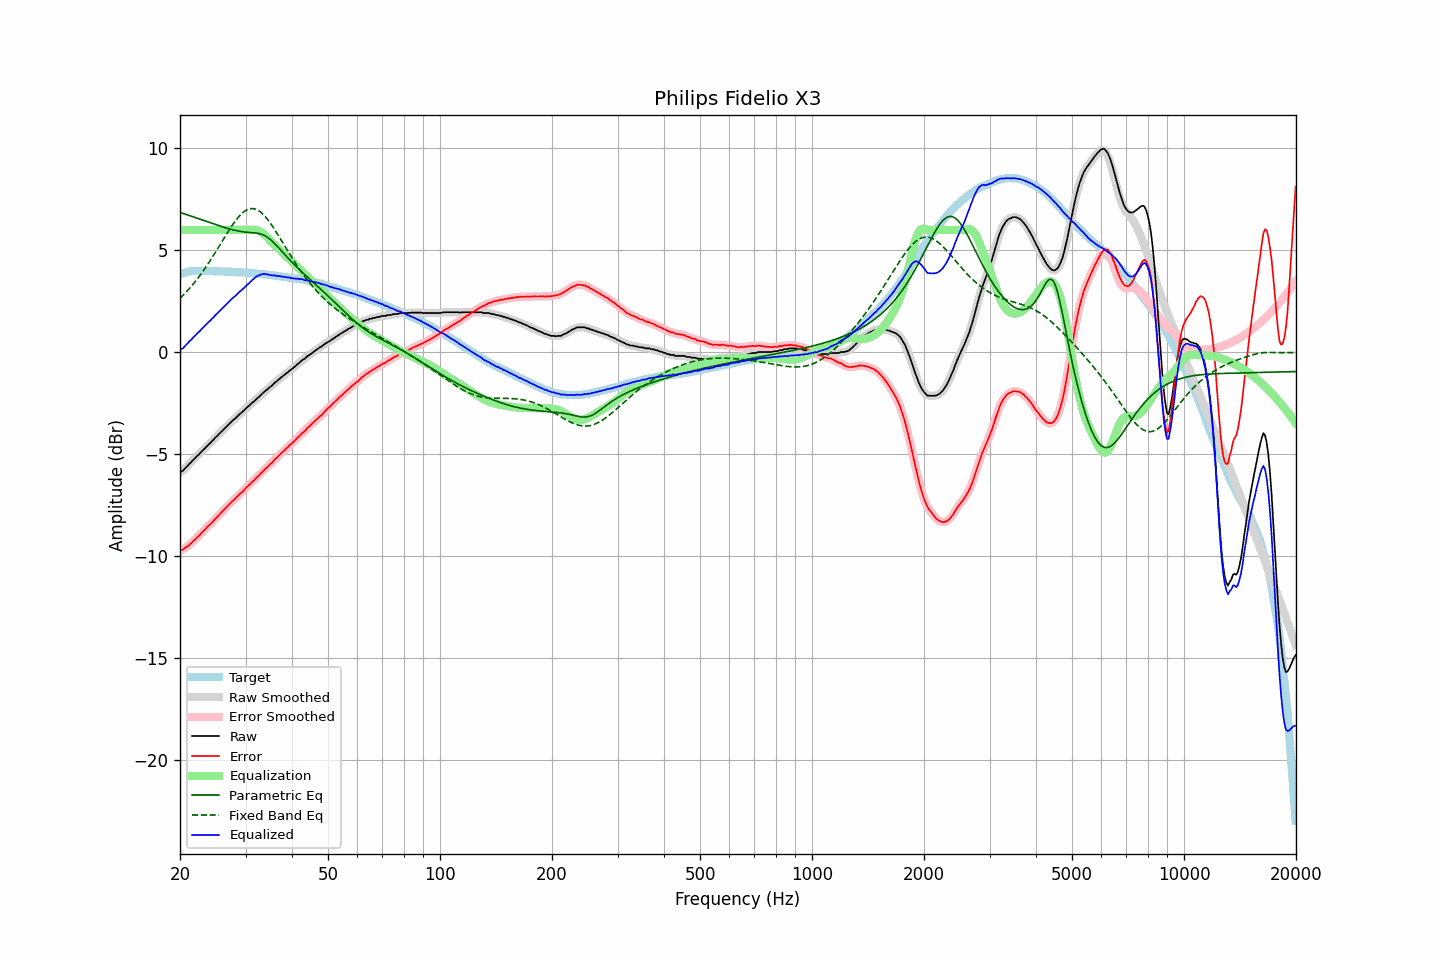 Philips Fidelio X3
Amplitude (dBr)
10
5
0
−5
−10
−15
−20
Target
Raw Smoothed
Error Smoothed
Raw
Error
Equalization
Parametric Eq
Fixed Band Eq
Equalized
20 50 100 200 500 1000 2000 5000 10000 20000
Frequency (Hz)